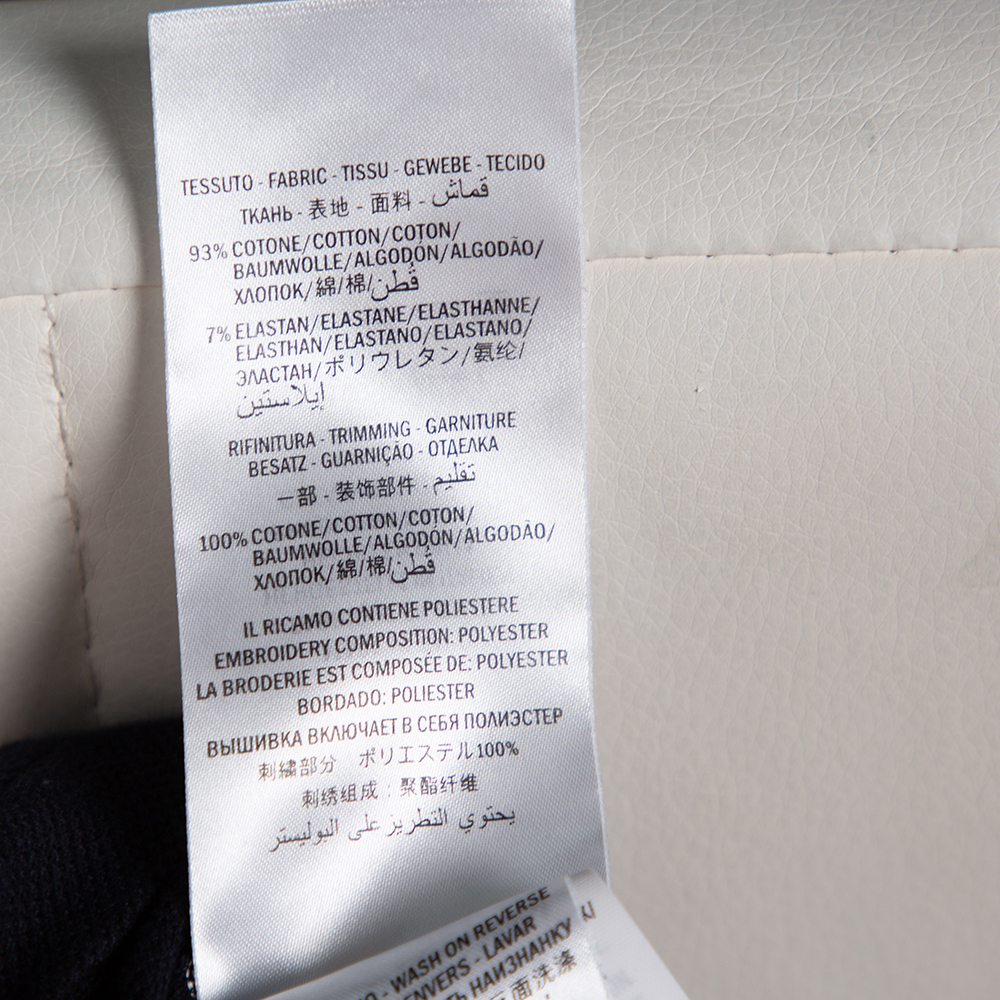 TESSUTO - FABRIC - TISSU - GEWEBE - TECIDO
ТКАНЬ - 表地 - 面料 - قماش
93% COTONE/COTTON/COTON/
BAUMWOLLE/ALGODÓN/ALGODÃO/
ХЛОПОК/綿/棉/قُطن
7% ELASTAN/ELASTANE/ELASTHANNE/
ELASTHAN/ELASTANO/ELASTANO/
ЭЛАСТАН/ポリウレタン/氨纶/
إيلاستين
RIFINITURA - TRIMMING - GARNITURE
BESATZ - GUARNIÇÃO - ОТДЕЛКА
一部 - 装饰部件 - تقليم
100% COTONE/COTTON/COTON/
BAUMWOLLE/ALGODÓN/ALGODÃO/
ХЛОПОК/綿/棉/قُطن
IL RICAMO CONTIENE POLIESTERE
EMBROIDERY COMPOSITION: POLYESTER
LA BRODERIE EST COMPOSÉE DE: POLYESTER
BORDADO: POLIESTER
ВЫШИВКА ВКЛЮЧАЕТ В СЕБЯ ПОЛИЭСТЕР
刺繍部分 ポリエステル100%
刺绣组成 : 聚酯纤维
يحتوي التطريز على البوليستر
- WASH ON REVERSE
- LAVAR
НАИЗНАНКУ
面洗涤